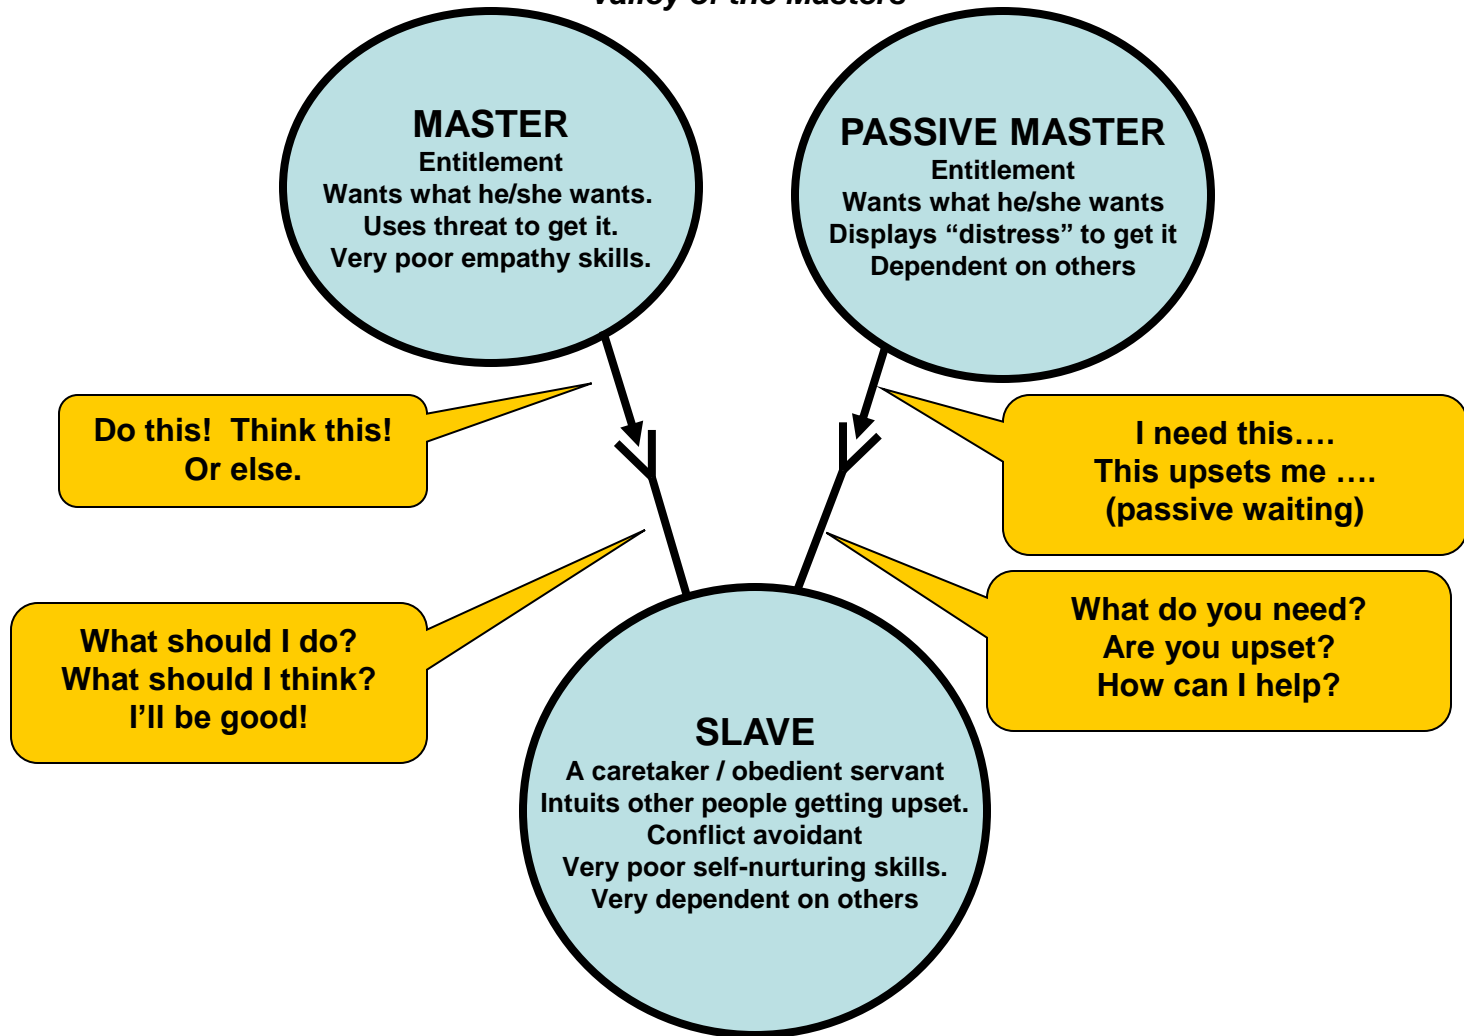 Valley of the Masters
MASTER
Entitlement
Wants what he/she wants.
Uses threat to get it.
Very poor empathy skills.
PASSIVE MASTER
Entitlement
Wants what he/she wants
Displays “distress” to get it
Dependent on others
Do this!  Think this!
Or else.
I need this….
This upsets me ….
(passive waiting)
What should I do?
What should I think?
I’ll be good!
What do you need?
Are you upset?
How can I help?
SLAVE
A caretaker / obedient servant
Intuits other people getting upset.
Conflict avoidant
Very poor self-nurturing skills.
Very dependent on others